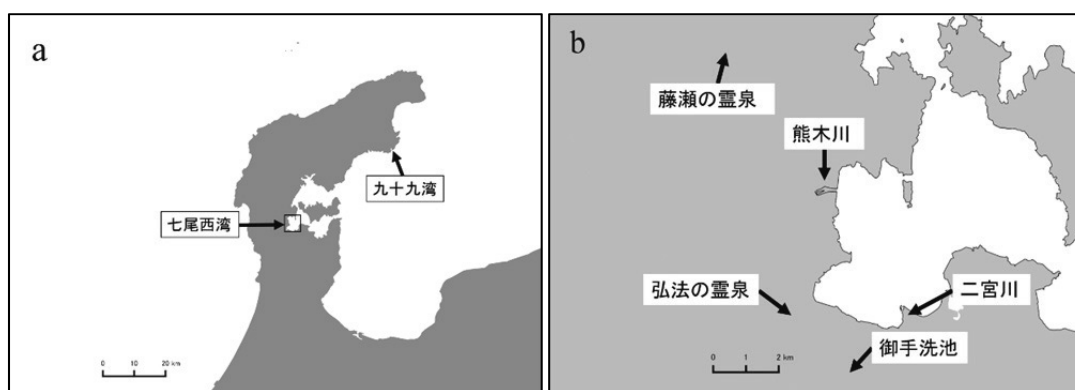 a
九十九湾
七尾西湾
0 10 20 km
b
藤瀬の霊泉
熊木川
弘法の霊泉
二宮川
御手洗池
0 1 2 km